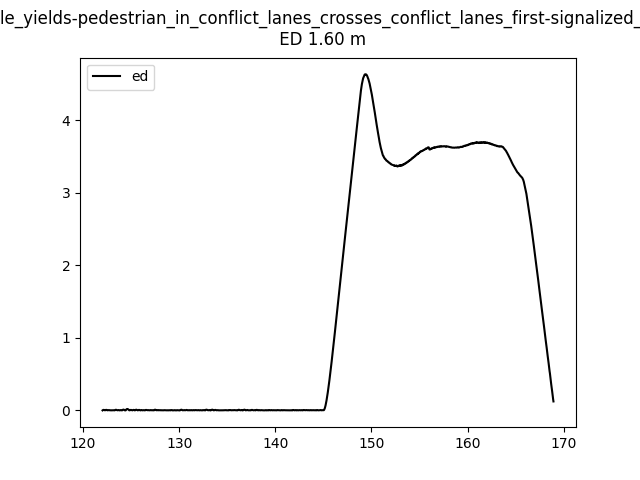 le_yields-pedestrian_in_conflict_lanes_crosses_conflict_lanes_first-signalized_
ED 1.60 m
ed
4
3
2
1
0
120 130 140 150 160 170